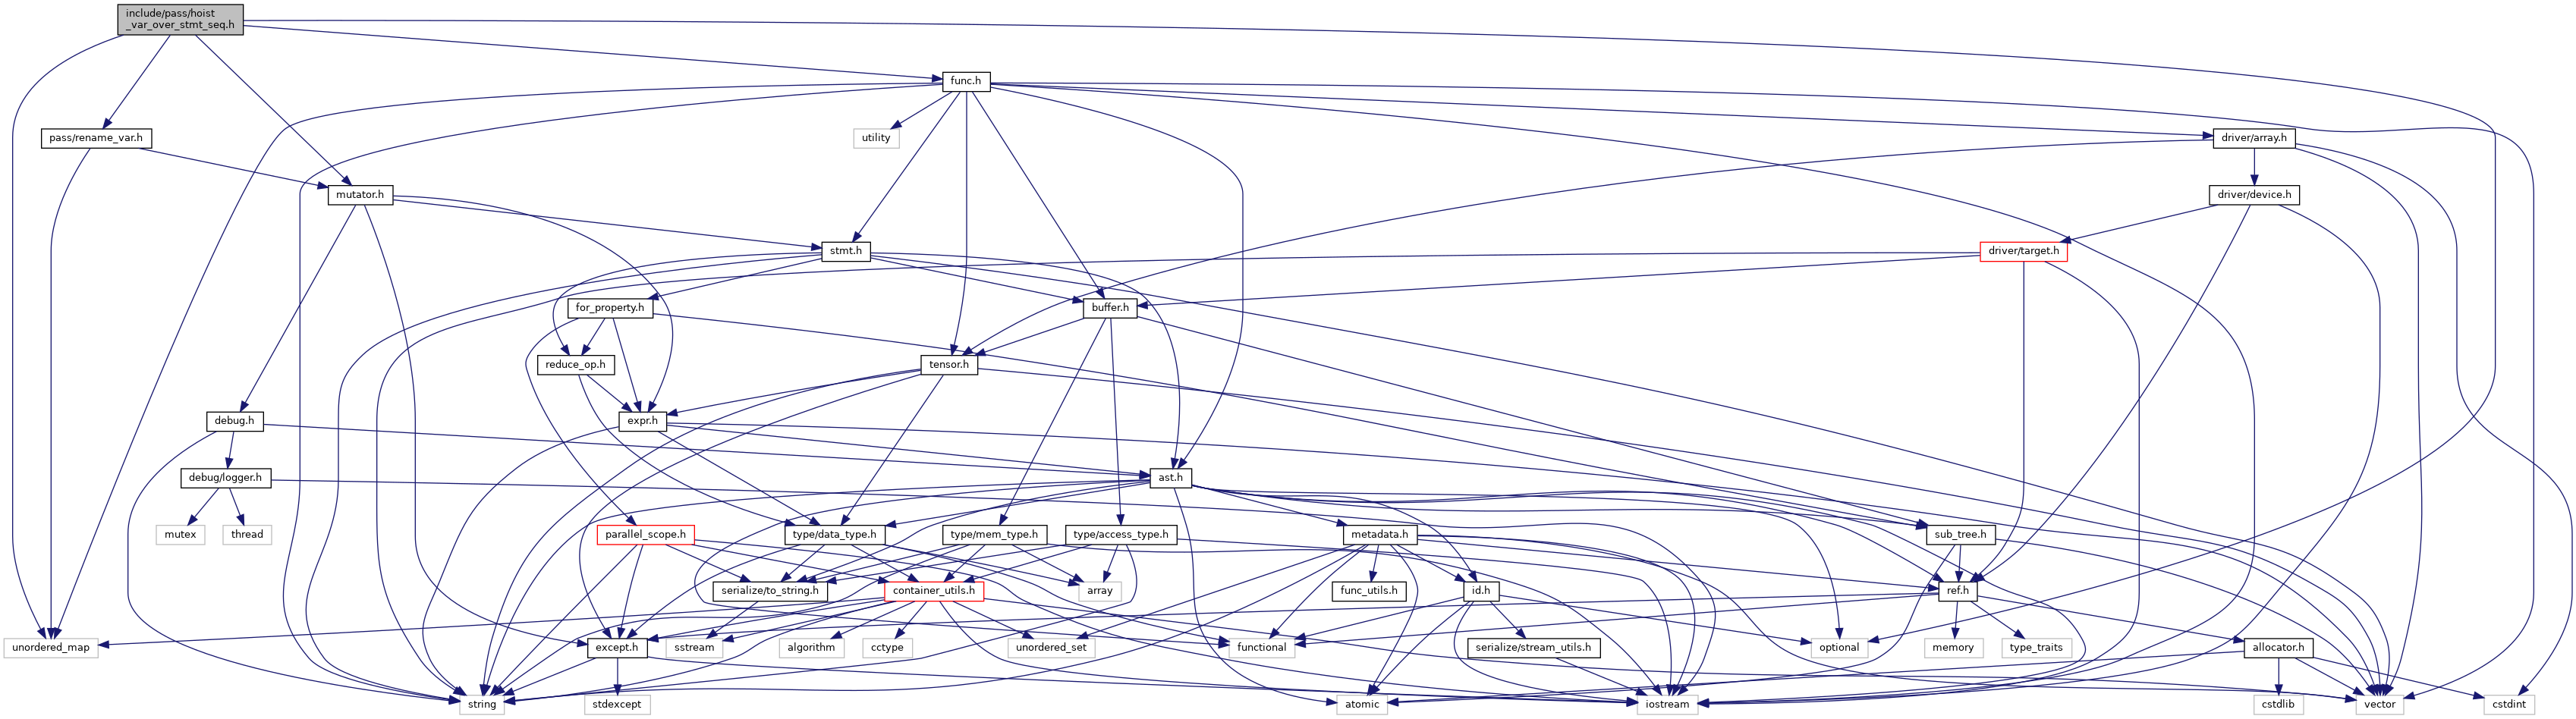 include/pass/hoist
_var_over_stmt_seq.h
func.h
pass/rename_var.h
utility
driver/array.h
mutator.h
driver/device.h
stmt.h
driver/target.h
for_property.h
buffer.h
reduce_op.h
tensor.h
debug.h
expr.h
debug/logger.h
ast.h
mutex
thread
parallel_scope.h
type/data_type.h
type/mem_type.h
type/access_type.h
metadata.h
sub_tree.h
serialize/to_string.h
container_utils.h
array
func_utils.h
id.h
ref.h
unordered_map
except.h
sstream
algorithm
cctype
unordered_set
functional
serialize/stream_utils.h
optional
memory
type_traits
allocator.h
string
stdexcept
atomic
iostream
cstdlib
vector
cstdint